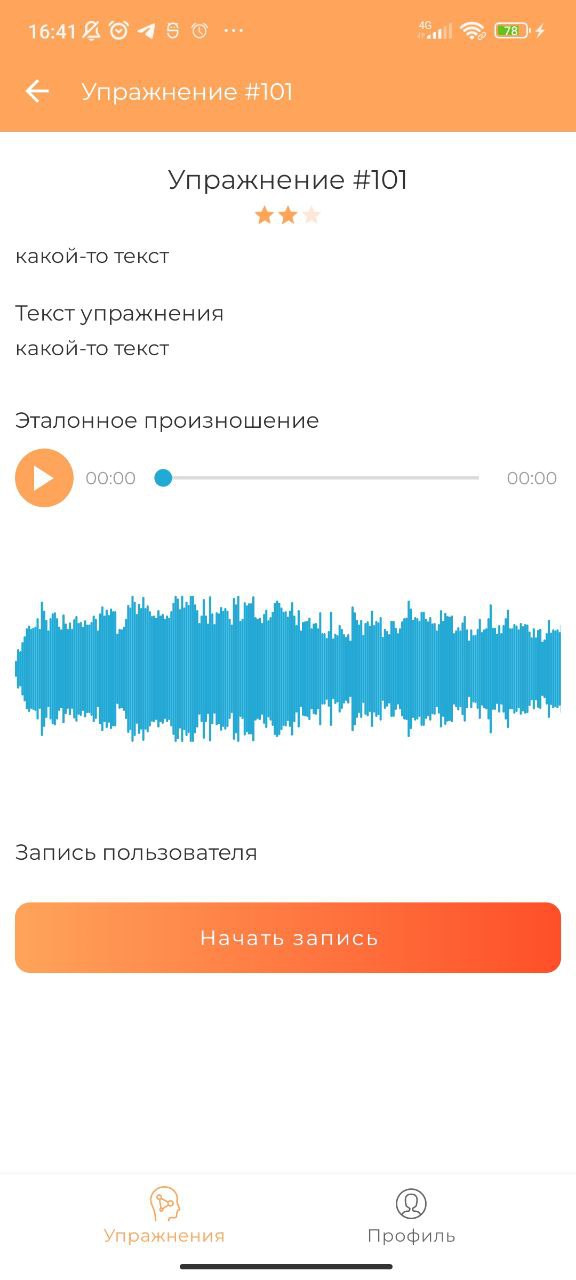 16:41
4G
78
Упражнение #101
Упражнение #101
какой-то текст
Текст упражнения
какой-то текст
Эталонное произношение
00:00 00:00
Запись пользователя
Начать запись
Упражнения Профиль